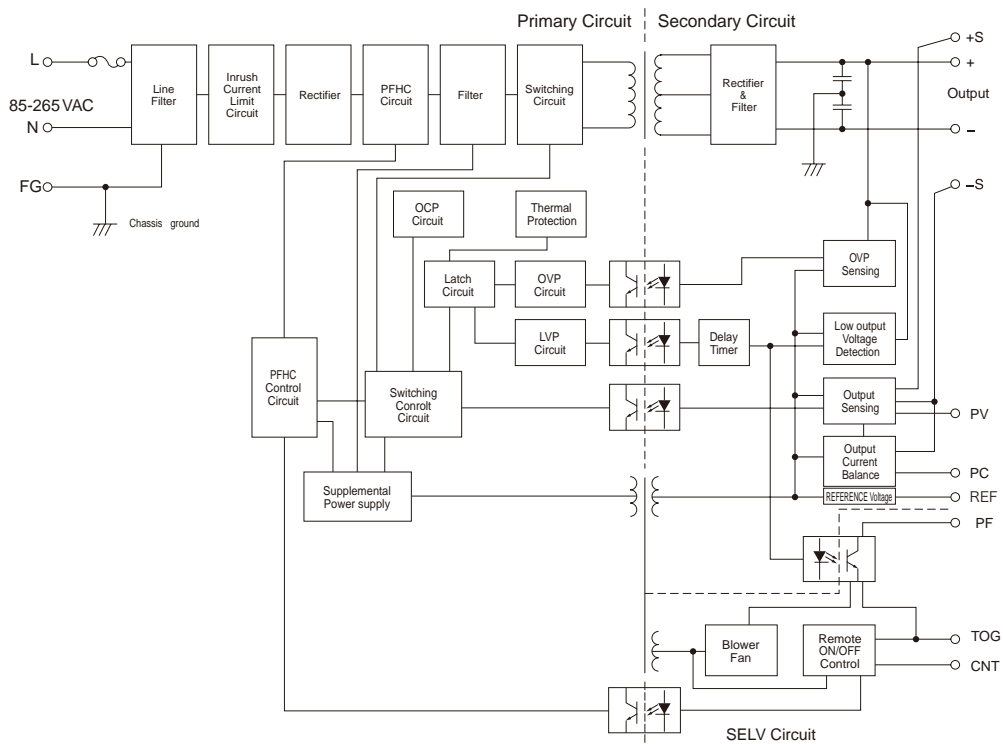 Primary Circuit
Secondary Circuit
+S
L
+
Line
Filter
Inrush
Current
Limit
Circuit
Rectifier
PFHC
Circuit
Filter
Switching
Circuit
Rectifier
&
Filter
Output
85-265 VAC
N
−
FG
−S
Chassis ground
OCP
Circuit
Thermal
Protection
Latch
Circuit
OVP
Circuit
OVP
Sensing
LVP
Circuit
Delay
Timer
Low output
Voltage
Detection
PFHC
Control
Circuit
Switching
Conrolt
Circuit
Output
Sensing
PV
Output
Current
Balance
PC
Supplemental
Power supply
REFERENCE Voltage
REF
PF
Blower
Fan
Remote
ON/OFF
Control
TOG
CNT
SELV Circuit